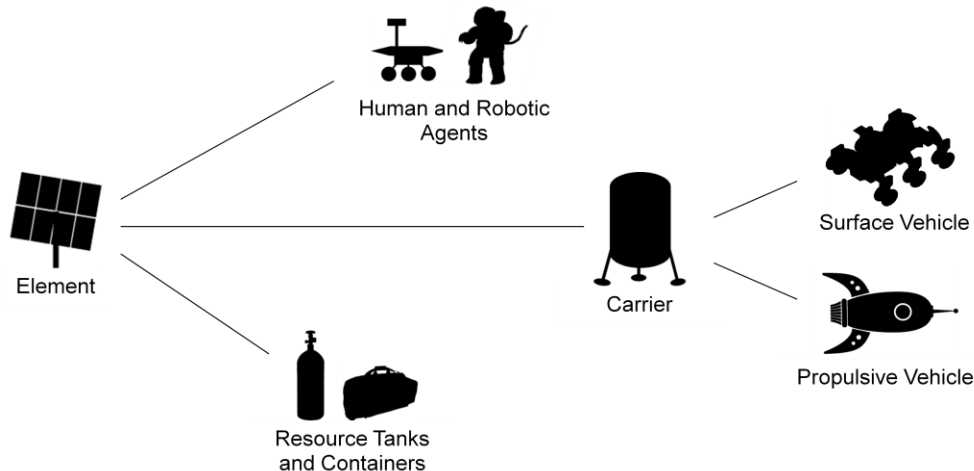 Human and Robotic
Agents
Element
Surface Vehicle
Carrier
Propulsive Vehicle
Resource Tanks
and Containers